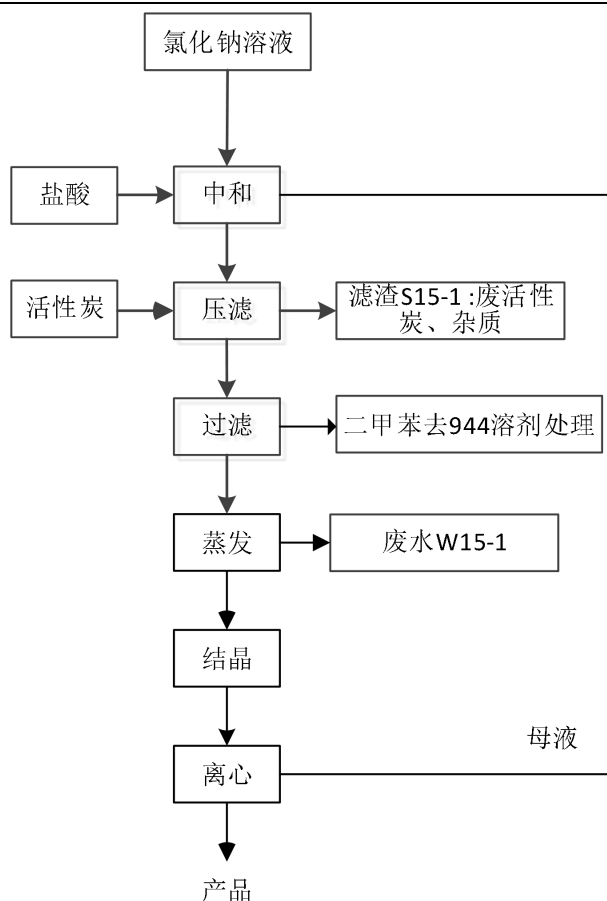 氯化钠溶液
盐酸
中和
活性炭
压滤
滤渣S15-1:废活性
炭、杂质
过滤
二甲苯去944溶剂处理
蒸发
废水W15-1
结晶
母液
离心
产品